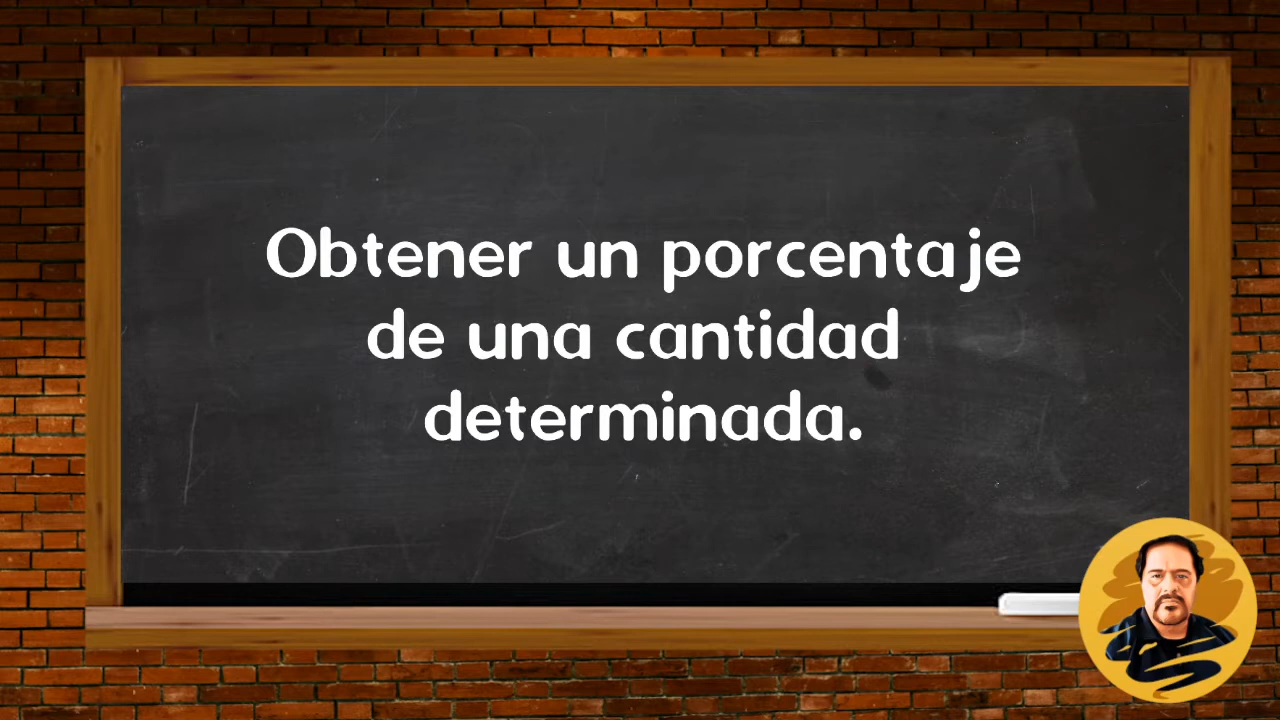 Obtener un porcentaje
de una cantidad
determinada.